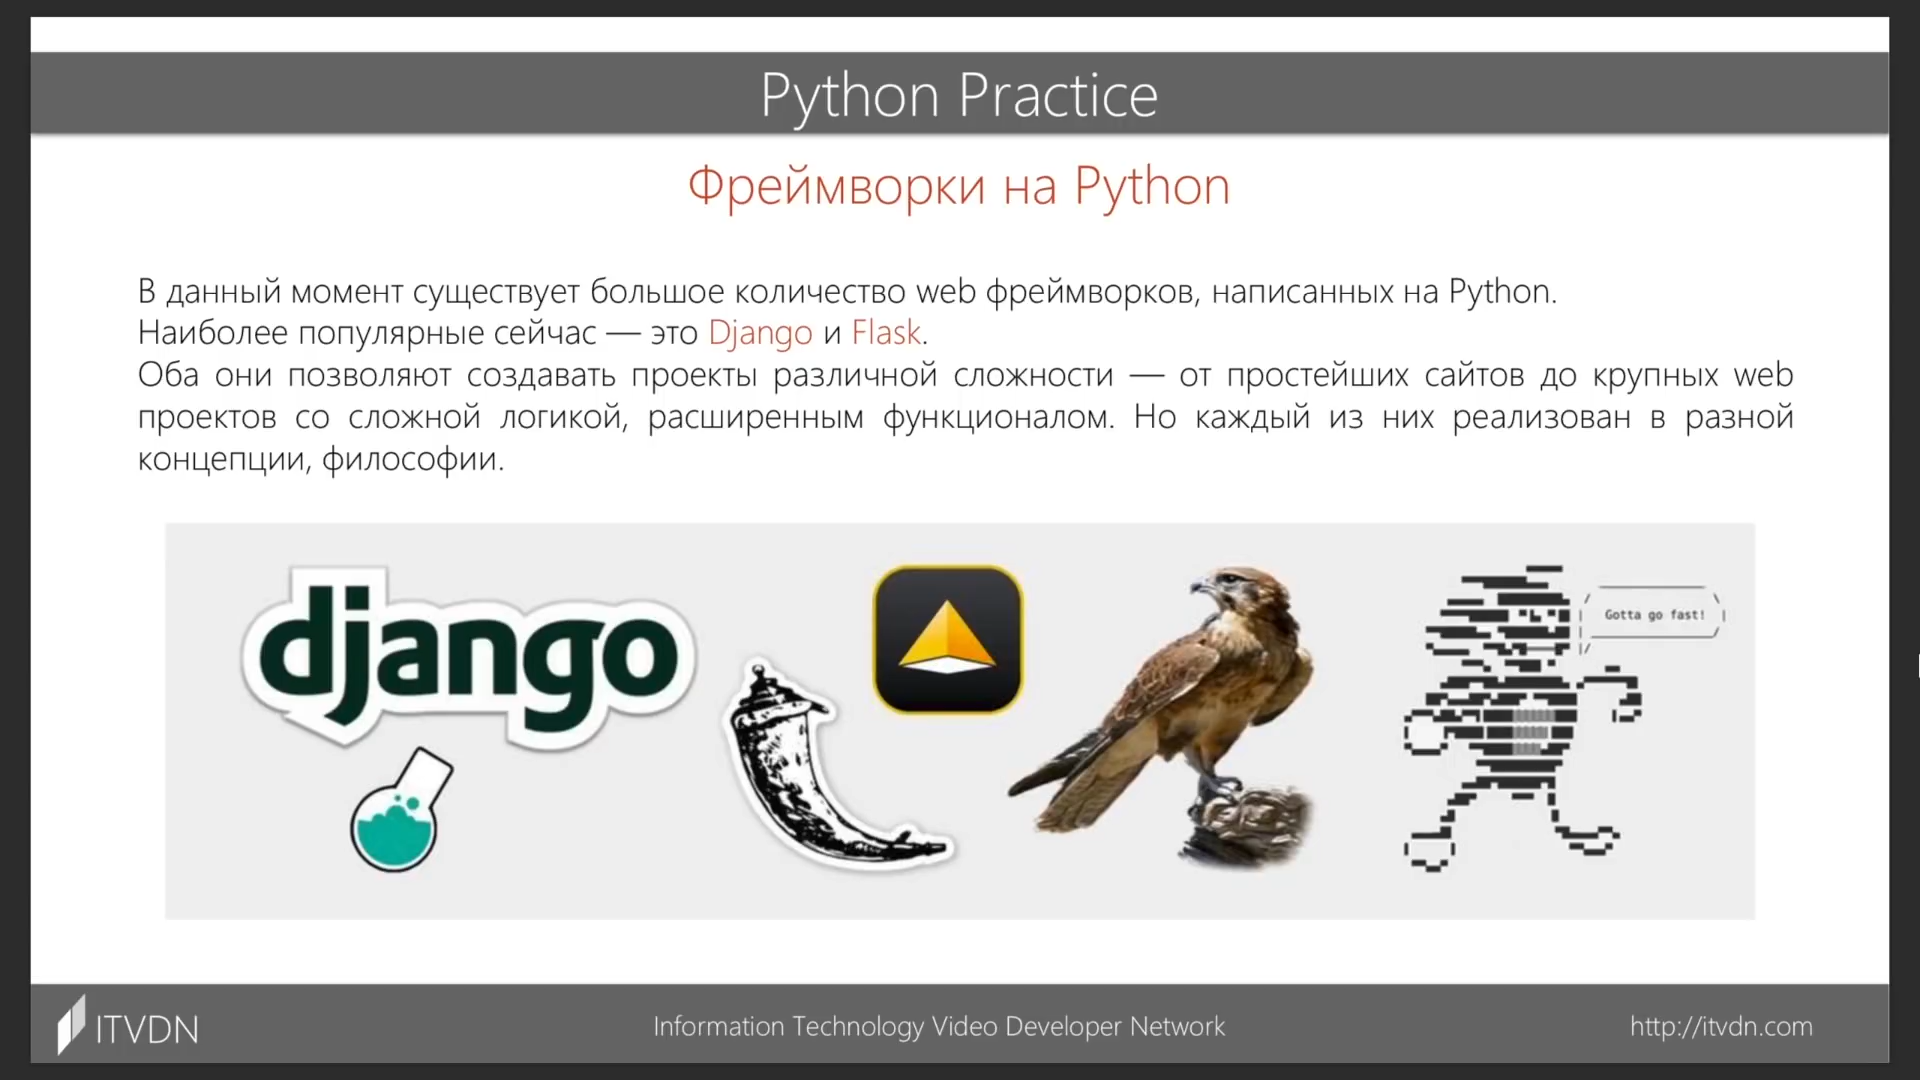 Python Practice
Фреймворки на Python
В данный момент существует большое количество web фреймворков, написанных на Python.
Наиболее популярные сейчас — это Django и Flask.
Оба они позволяют создавать проекты различной сложности — от простейших сайтов до крупных web
проектов со сложной логикой, расширенным функционалом. Но каждый из них реализован в разной
концепции, философии.
django
Gotta go fast!
ITVDN
Information Technology Video Developer Network
http://itvdn.com